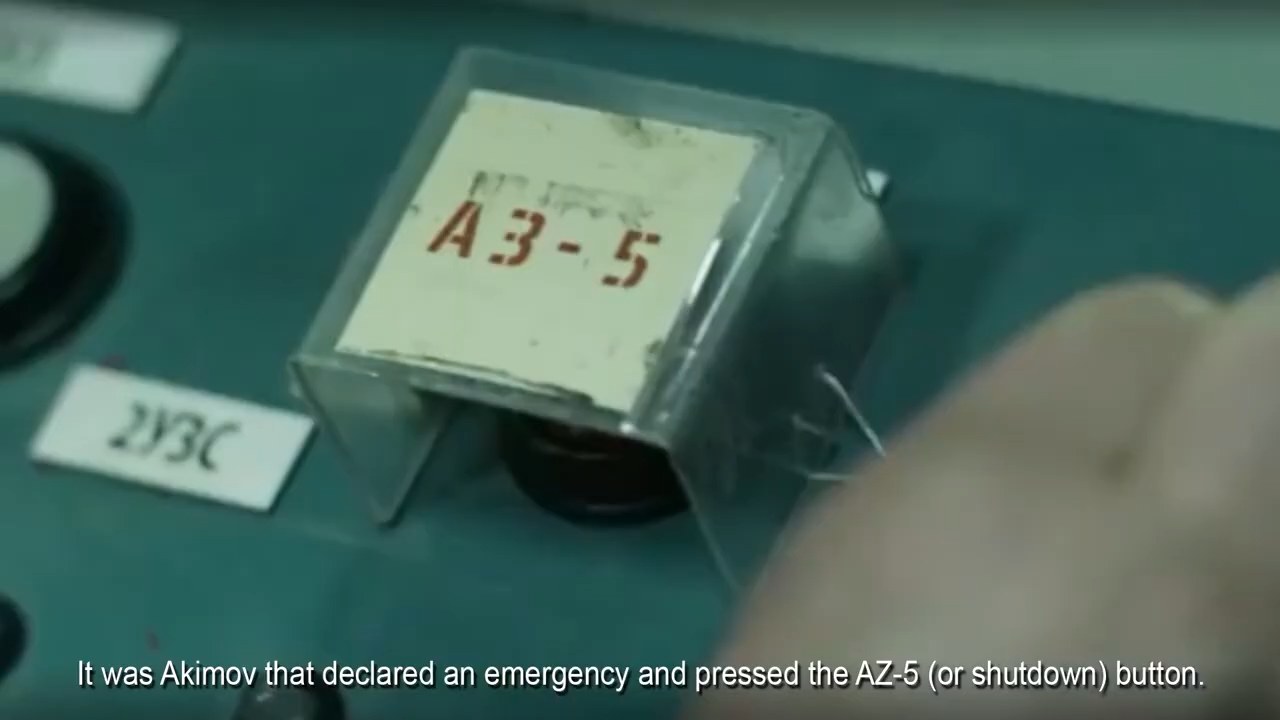 АЗ-5
2УЗС
It was Akimov that declared an emergency and pressed the AZ-5 (or shutdown) button.